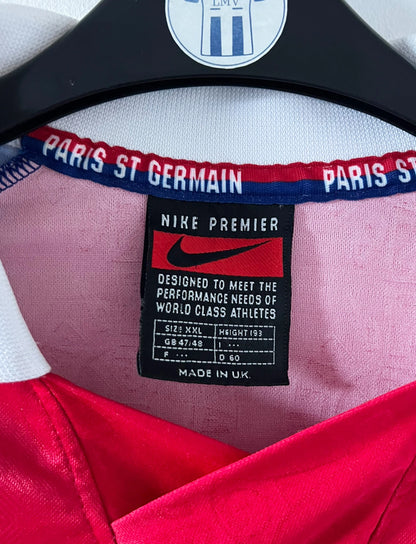 LMV
PARIS ST GERMAIN
PARIS ST
NIKE PREMIER
DESIGNED TO MEET THE
PERFORMANCE NEEDS OF
WORLD CLASS ATHLETES
SIZE XXL HEIGHT 193
GB 47/48 I ---
F --- D 60
MADE IN U.K.